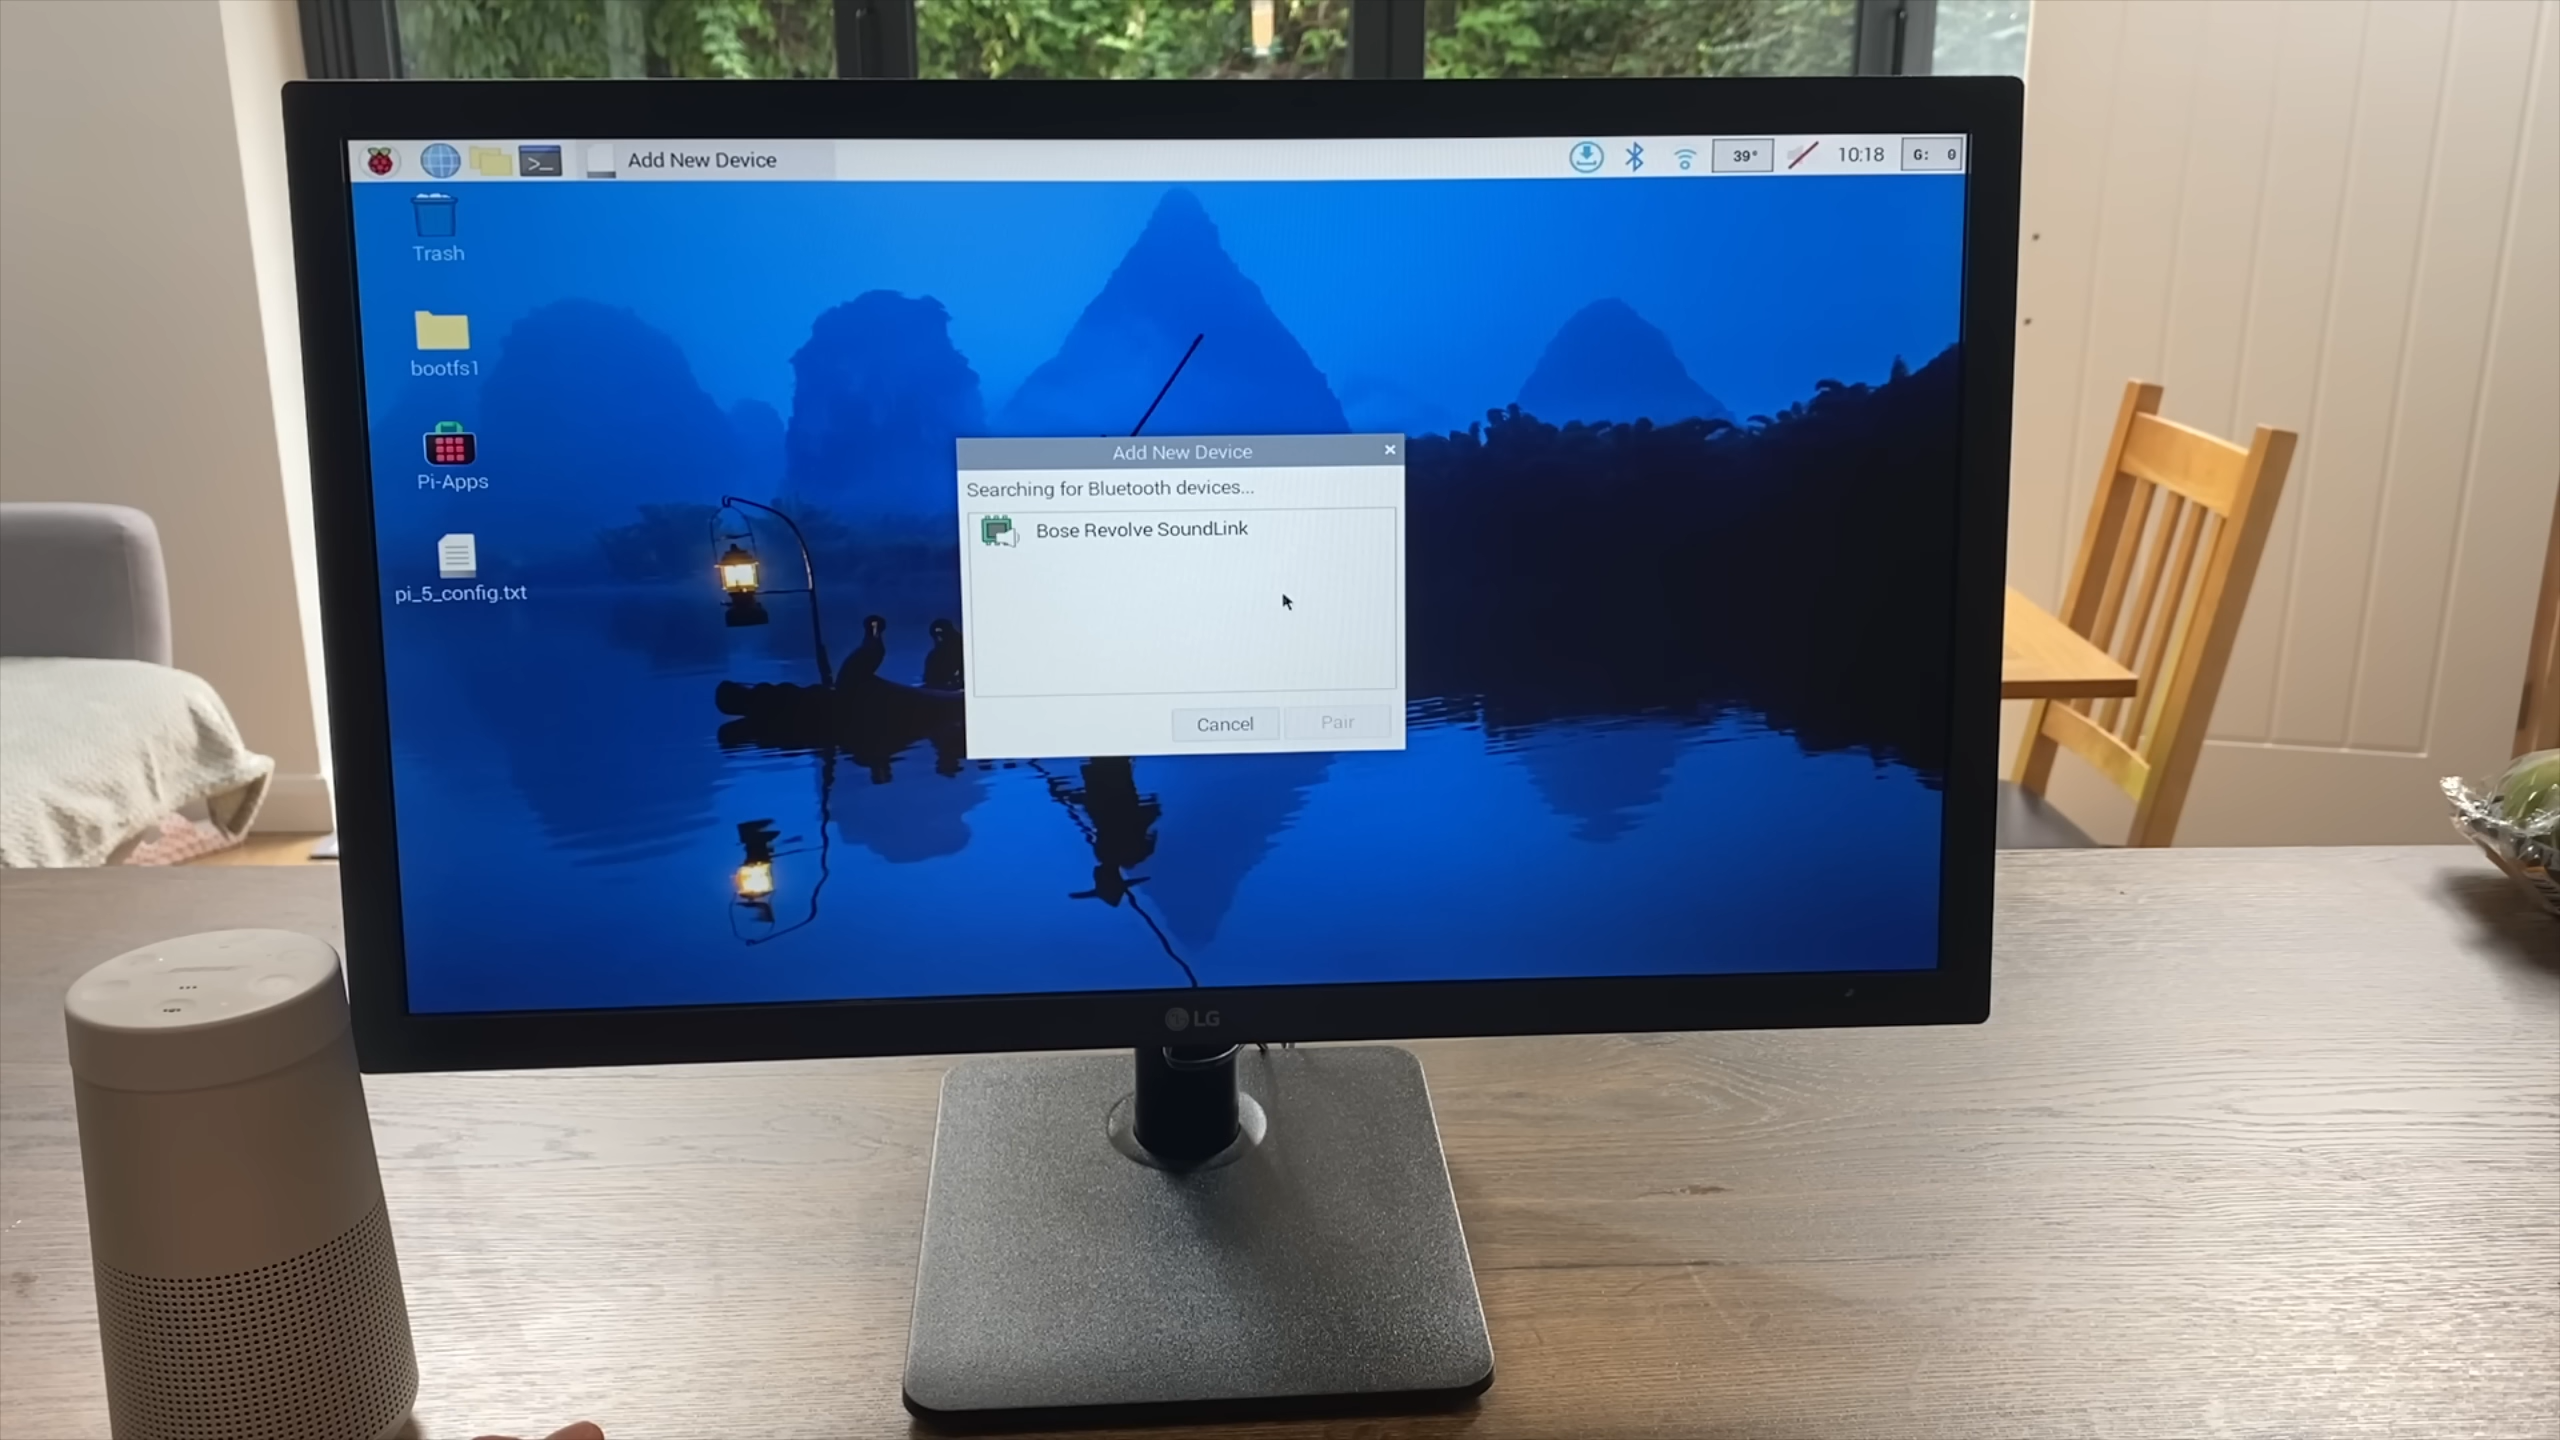 Add New Device
39°
10:18
G: 0
Trash
bootfs1
Pi-Apps
pi_5_config.txt
Add New Device
Searching for Bluetooth devices...
Bose Revolve SoundLink
Cancel
Pair
LG